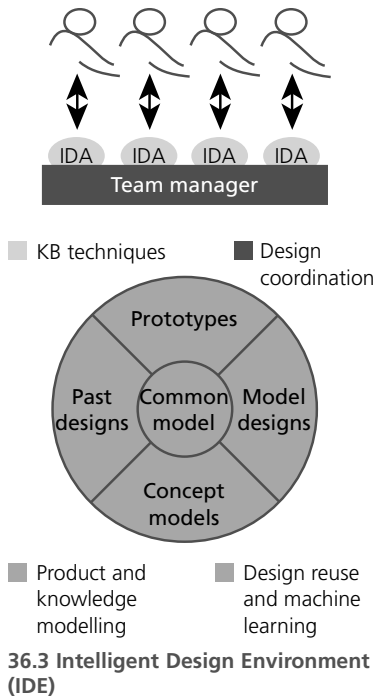 IDA IDA IDA IDA
Team manager
KB techniques
Design
coordination
Prototypes
Past
designs
Common
model
Model
designs
Concept
models
Product and
knowledge
modelling
Design reuse
and machine
learning
36.3 Intelligent Design Environment
(IDE)